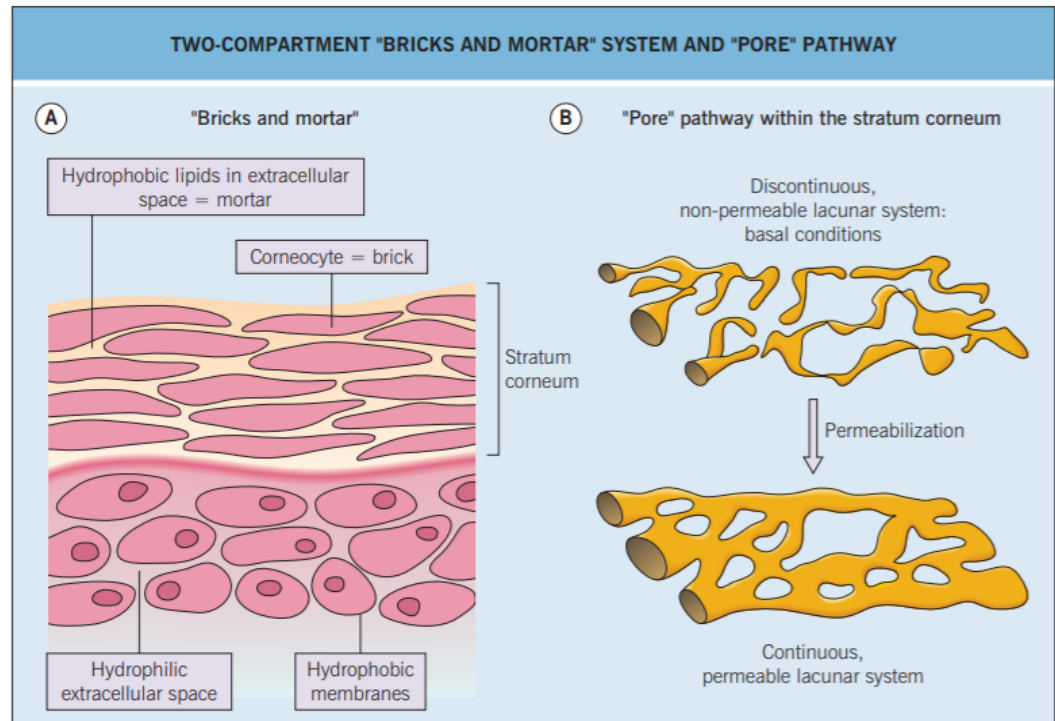 TWO-COMPARTMENT "BRICKS AND MORTAR" SYSTEM AND "PORE" PATHWAY
A
"Bricks and mortar"
Hydrophobic lipids in extracellular
space = mortar
Corneocyte = brick
Stratum
corneum
Hydrophilic
extracellular space
Hydrophobic
membranes
B
"Pore" pathway within the stratum corneum
Discontinuous,
non-permeable lacunar system:
basal conditions
Permeabilization
Continuous,
permeable lacunar system